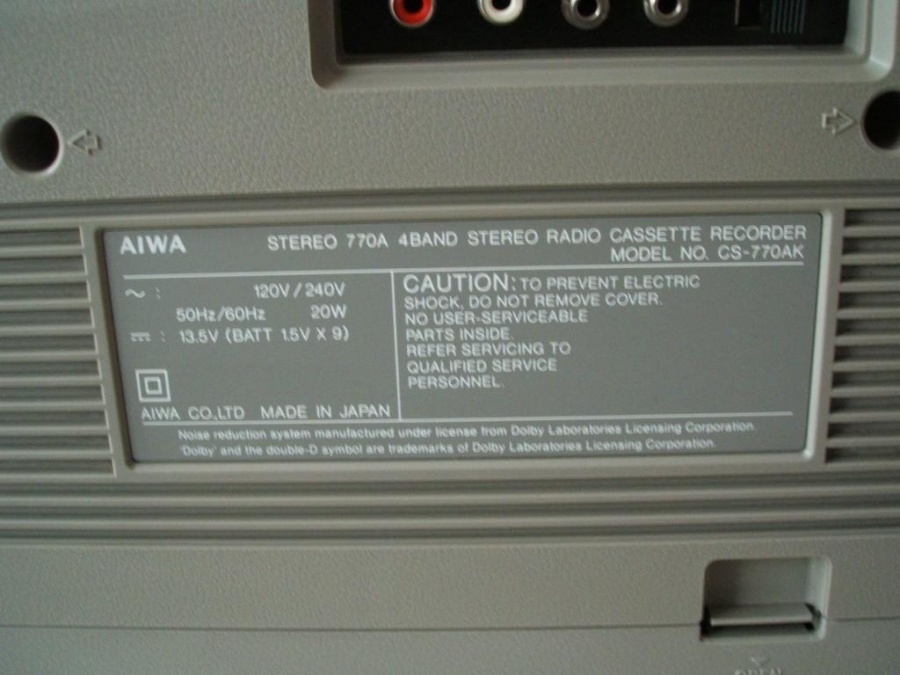 AIWA STEREO 770A 4BAND STEREO RADIO CASSETTE RECORDER
MODEL NO. CS-770AK
~ : 120V/240V
50Hz/60Hz 20W
⎓ : 13.5V (BATT 1.5V X 9)
AIWA CO.,LTD MADE IN JAPAN
CAUTION: TO PREVENT ELECTRIC
SHOCK, DO NOT REMOVE COVER.
NO USER-SERVICEABLE
PARTS INSIDE.
REFER SERVICING TO
QUALIFIED SERVICE
PERSONNEL.
Noise reduction system manufactured under license from Dolby Laboratories Licensing Corporation.
'Dolby' and the double-D symbol are trademarks of Dolby Laboratories Licensing Corporation.
OPEN